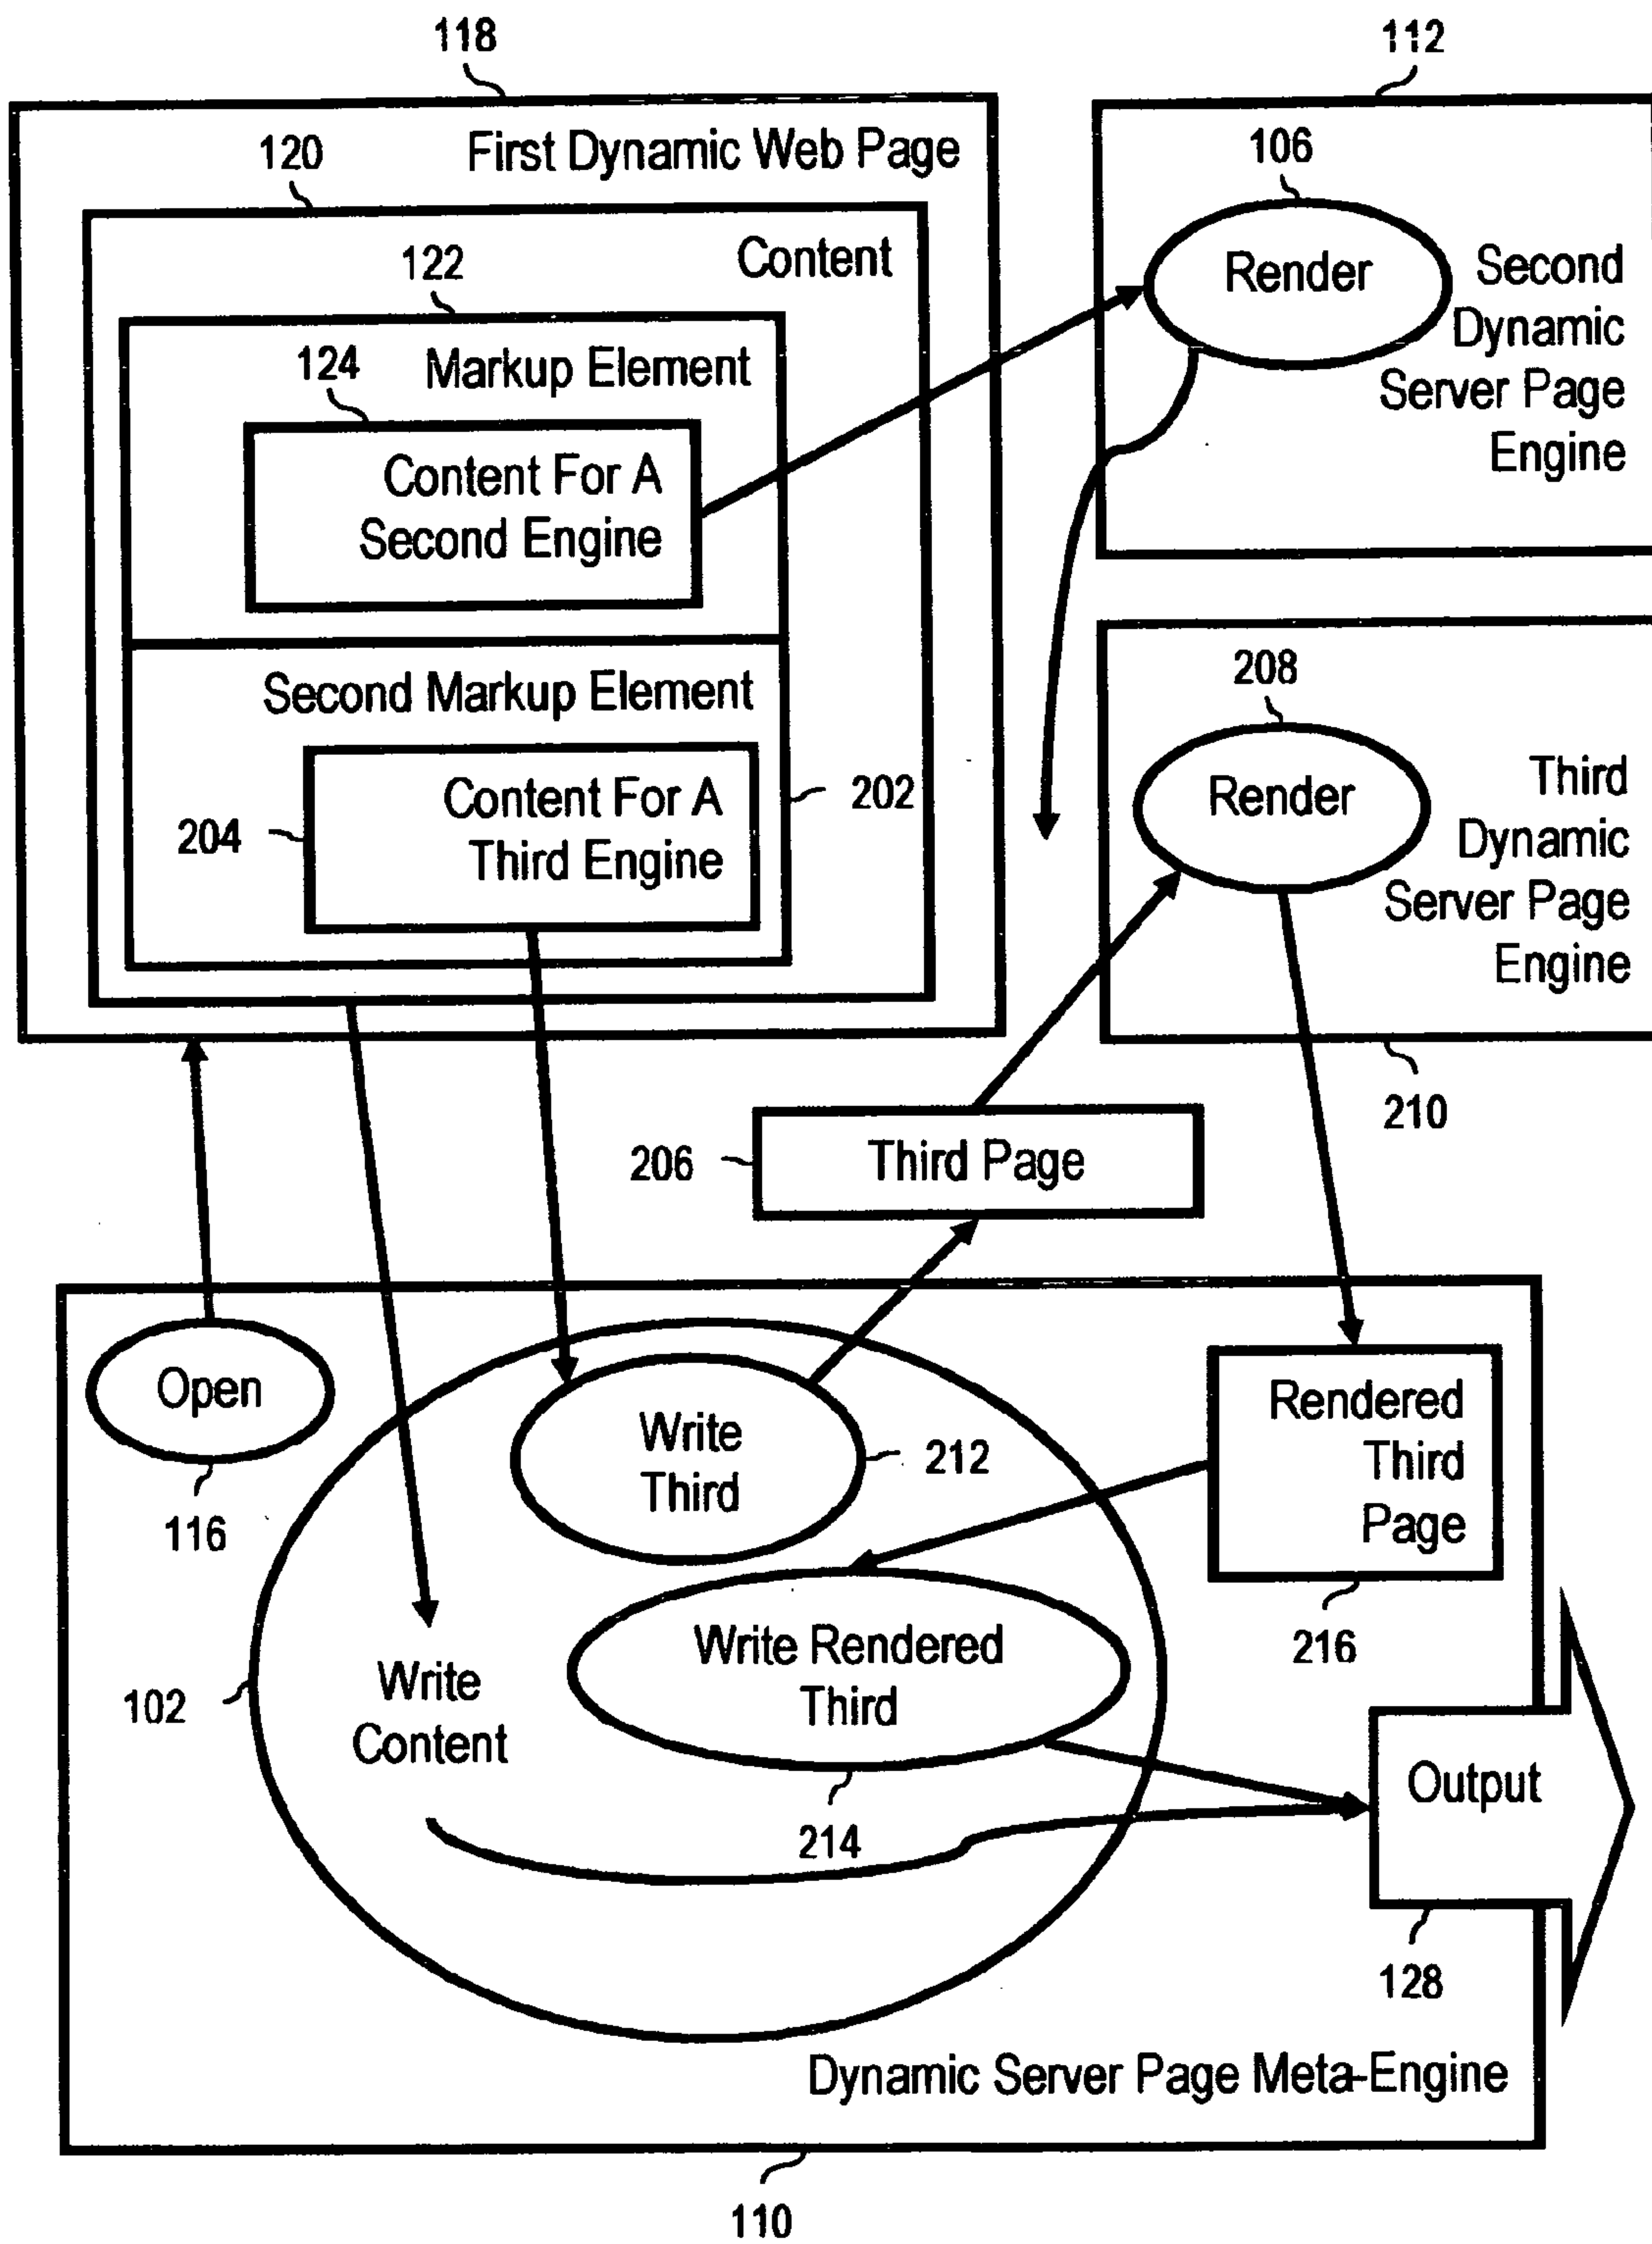 118
112
First Dynamic Web Page
120
106
Content
122
Render
Second
Dynamic
Server Page
Engine
Markup Element
124
Content For A
Second Engine
Second Markup Element
208
Render
Third
Dynamic
Server Page
Engine
Content For A
Third Engine
202
204
210
206
Third Page
Open
116
Write
Third
212
Rendered
Third
Page
216
Write Rendered
Third
102
Write
Content
214
Output
128
Dynamic Server Page Meta-Engine
110